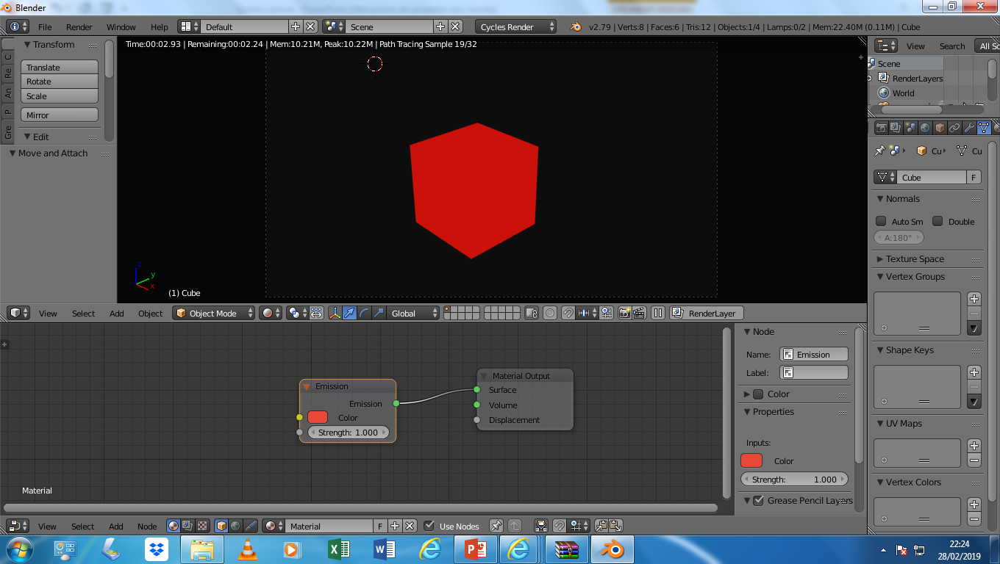 Blender
File Render Window Help Default Scene Cycles Render v2.79 | Verts:8 | Faces:6 | Tris:12 | Objects:1/4 | Lamps:0/2 | Mem:22.40M (0.11M) | Cube
Time:00:02.93 | Remaining:00:02.24 | Mem:10.21M, Peak:10.22M | Path Tracing Sample 19/32
Transform
Translate
Rotate
Scale
Mirror
Edit
Move and Attach
C
Re
An
P
Gre
z
y
x
(1) Cube
View Select Add Object Object Mode Global RenderLayer
View Search All Sc
Scene
RenderLayers
World
Cu Cu
Cube F
Normals
Auto Sm Double
A:180°
Texture Space
Vertex Groups
Shape Keys
UV Maps
Vertex Colors
Emission
Emission
Color
Strength: 1.000
Material Output
Surface
Volume
Displacement
Material
Node
Name: Emission
Label:
Color
Properties
Inputs:
Color
Strength: 1.000
Grease Pencil Layers
View Select Add Node Material F Use Nodes
22:24
28/02/2019